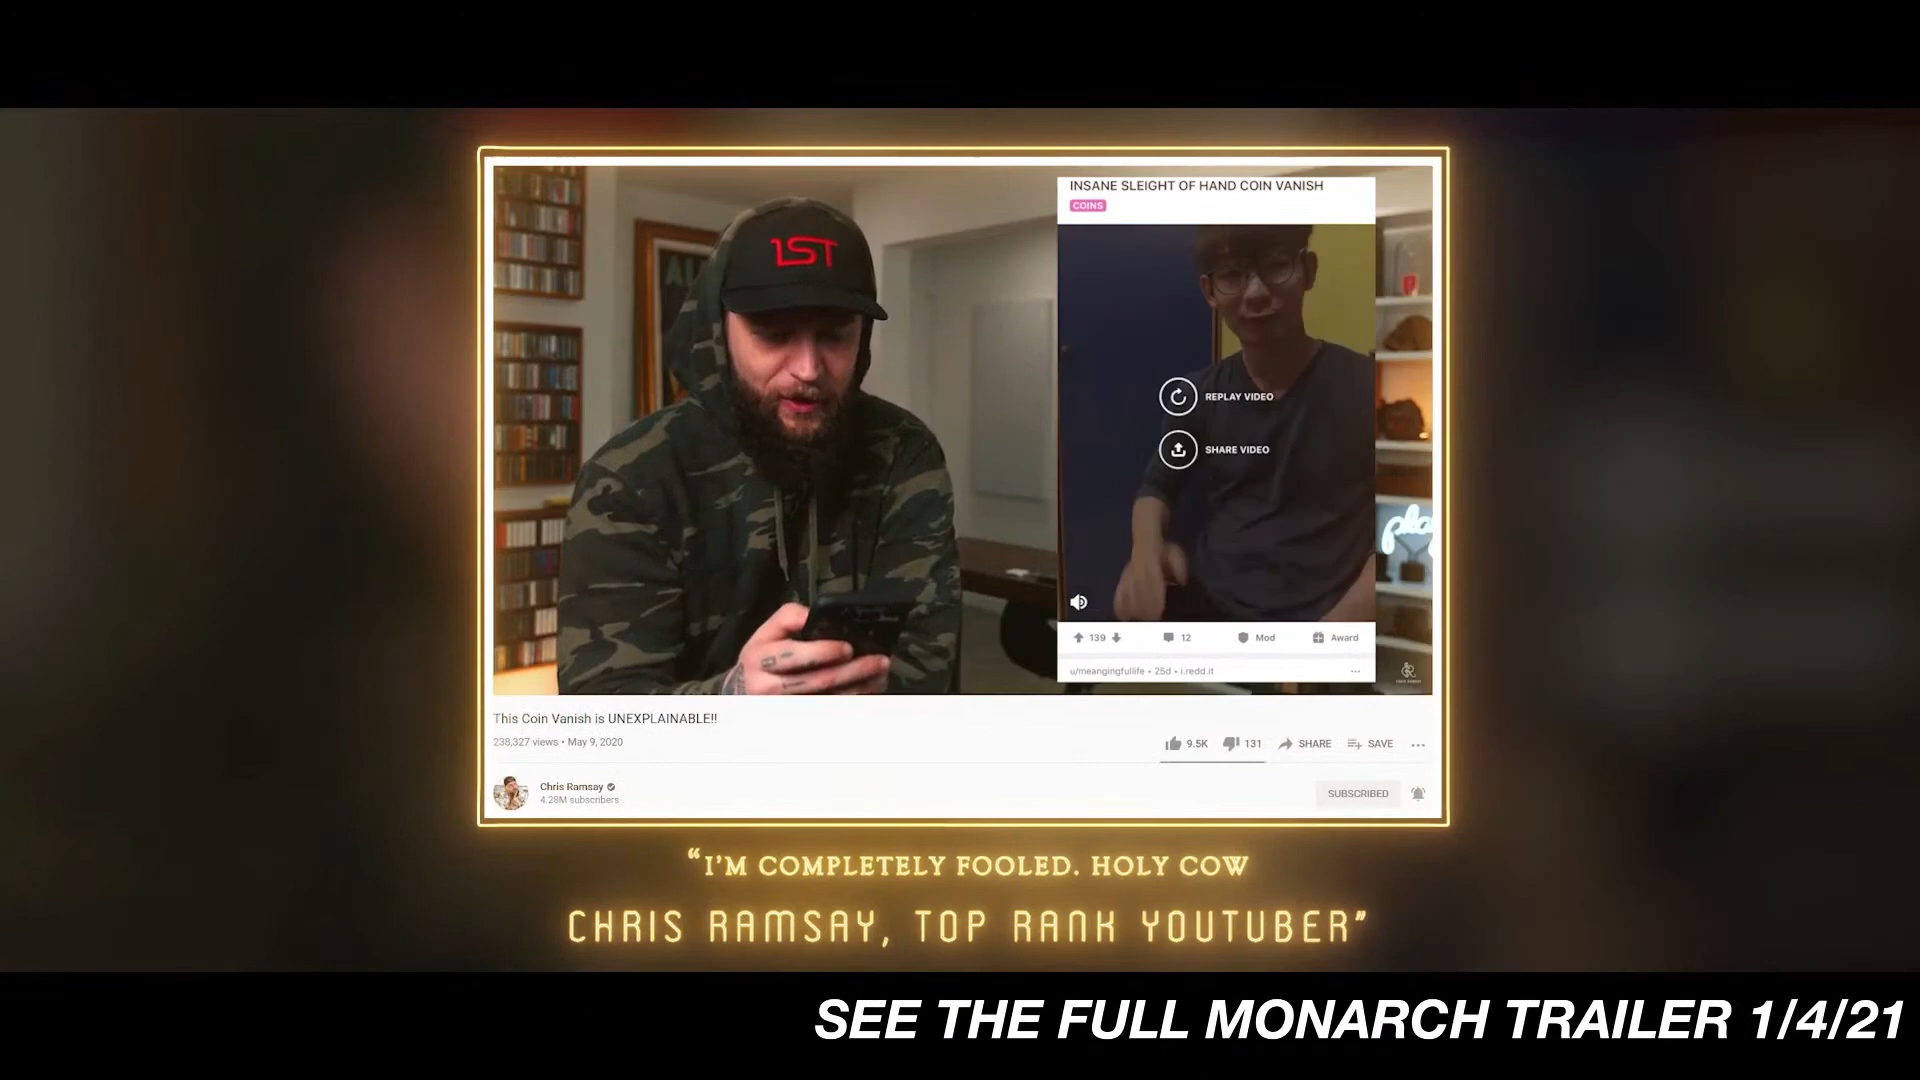 INSANE SLEIGHT OF HAND COIN VANISH
COINS
1ST
REPLAY VIDEO
SHARE VIDEO
139
12
Mod
Award
u/meangingfullife • 25d • i.redd.it
This Coin Vanish is UNEXPLAINABLE!!
238,327 views • May 9, 2020
9.5K
131
SHARE
SAVE
Chris Ramsay
4.28M subscribers
SUBSCRIBED
“I'M COMPLETELY FOOLED. HOLY COW
CHRIS RAMSAY, TOP RANK YOUTUBER”
SEE THE FULL MONARCH TRAILER 1/4/21